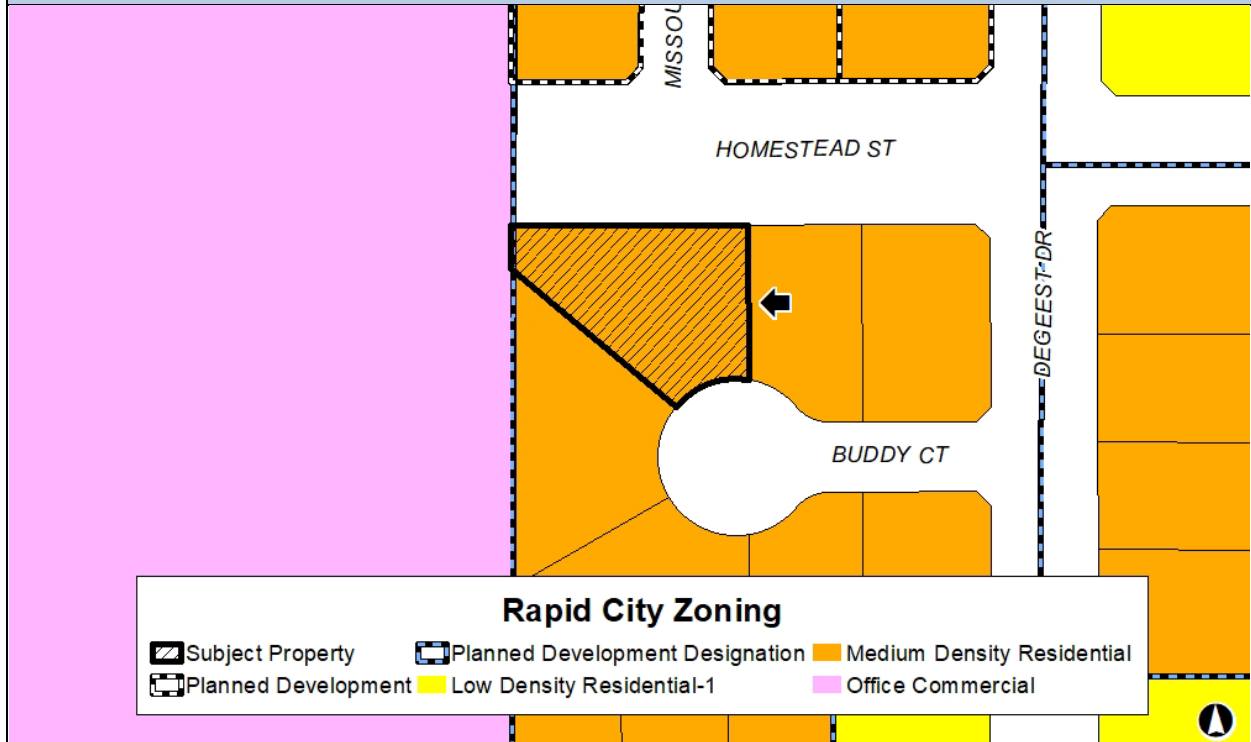 MISSOU
HOMESTEAD ST
DEGEEST DR
BUDDY CT
Rapid City Zoning
Subject Property
Planned Development Designation
Medium Density Residential
Planned Development
Low Density Residential-1
Office Commercial